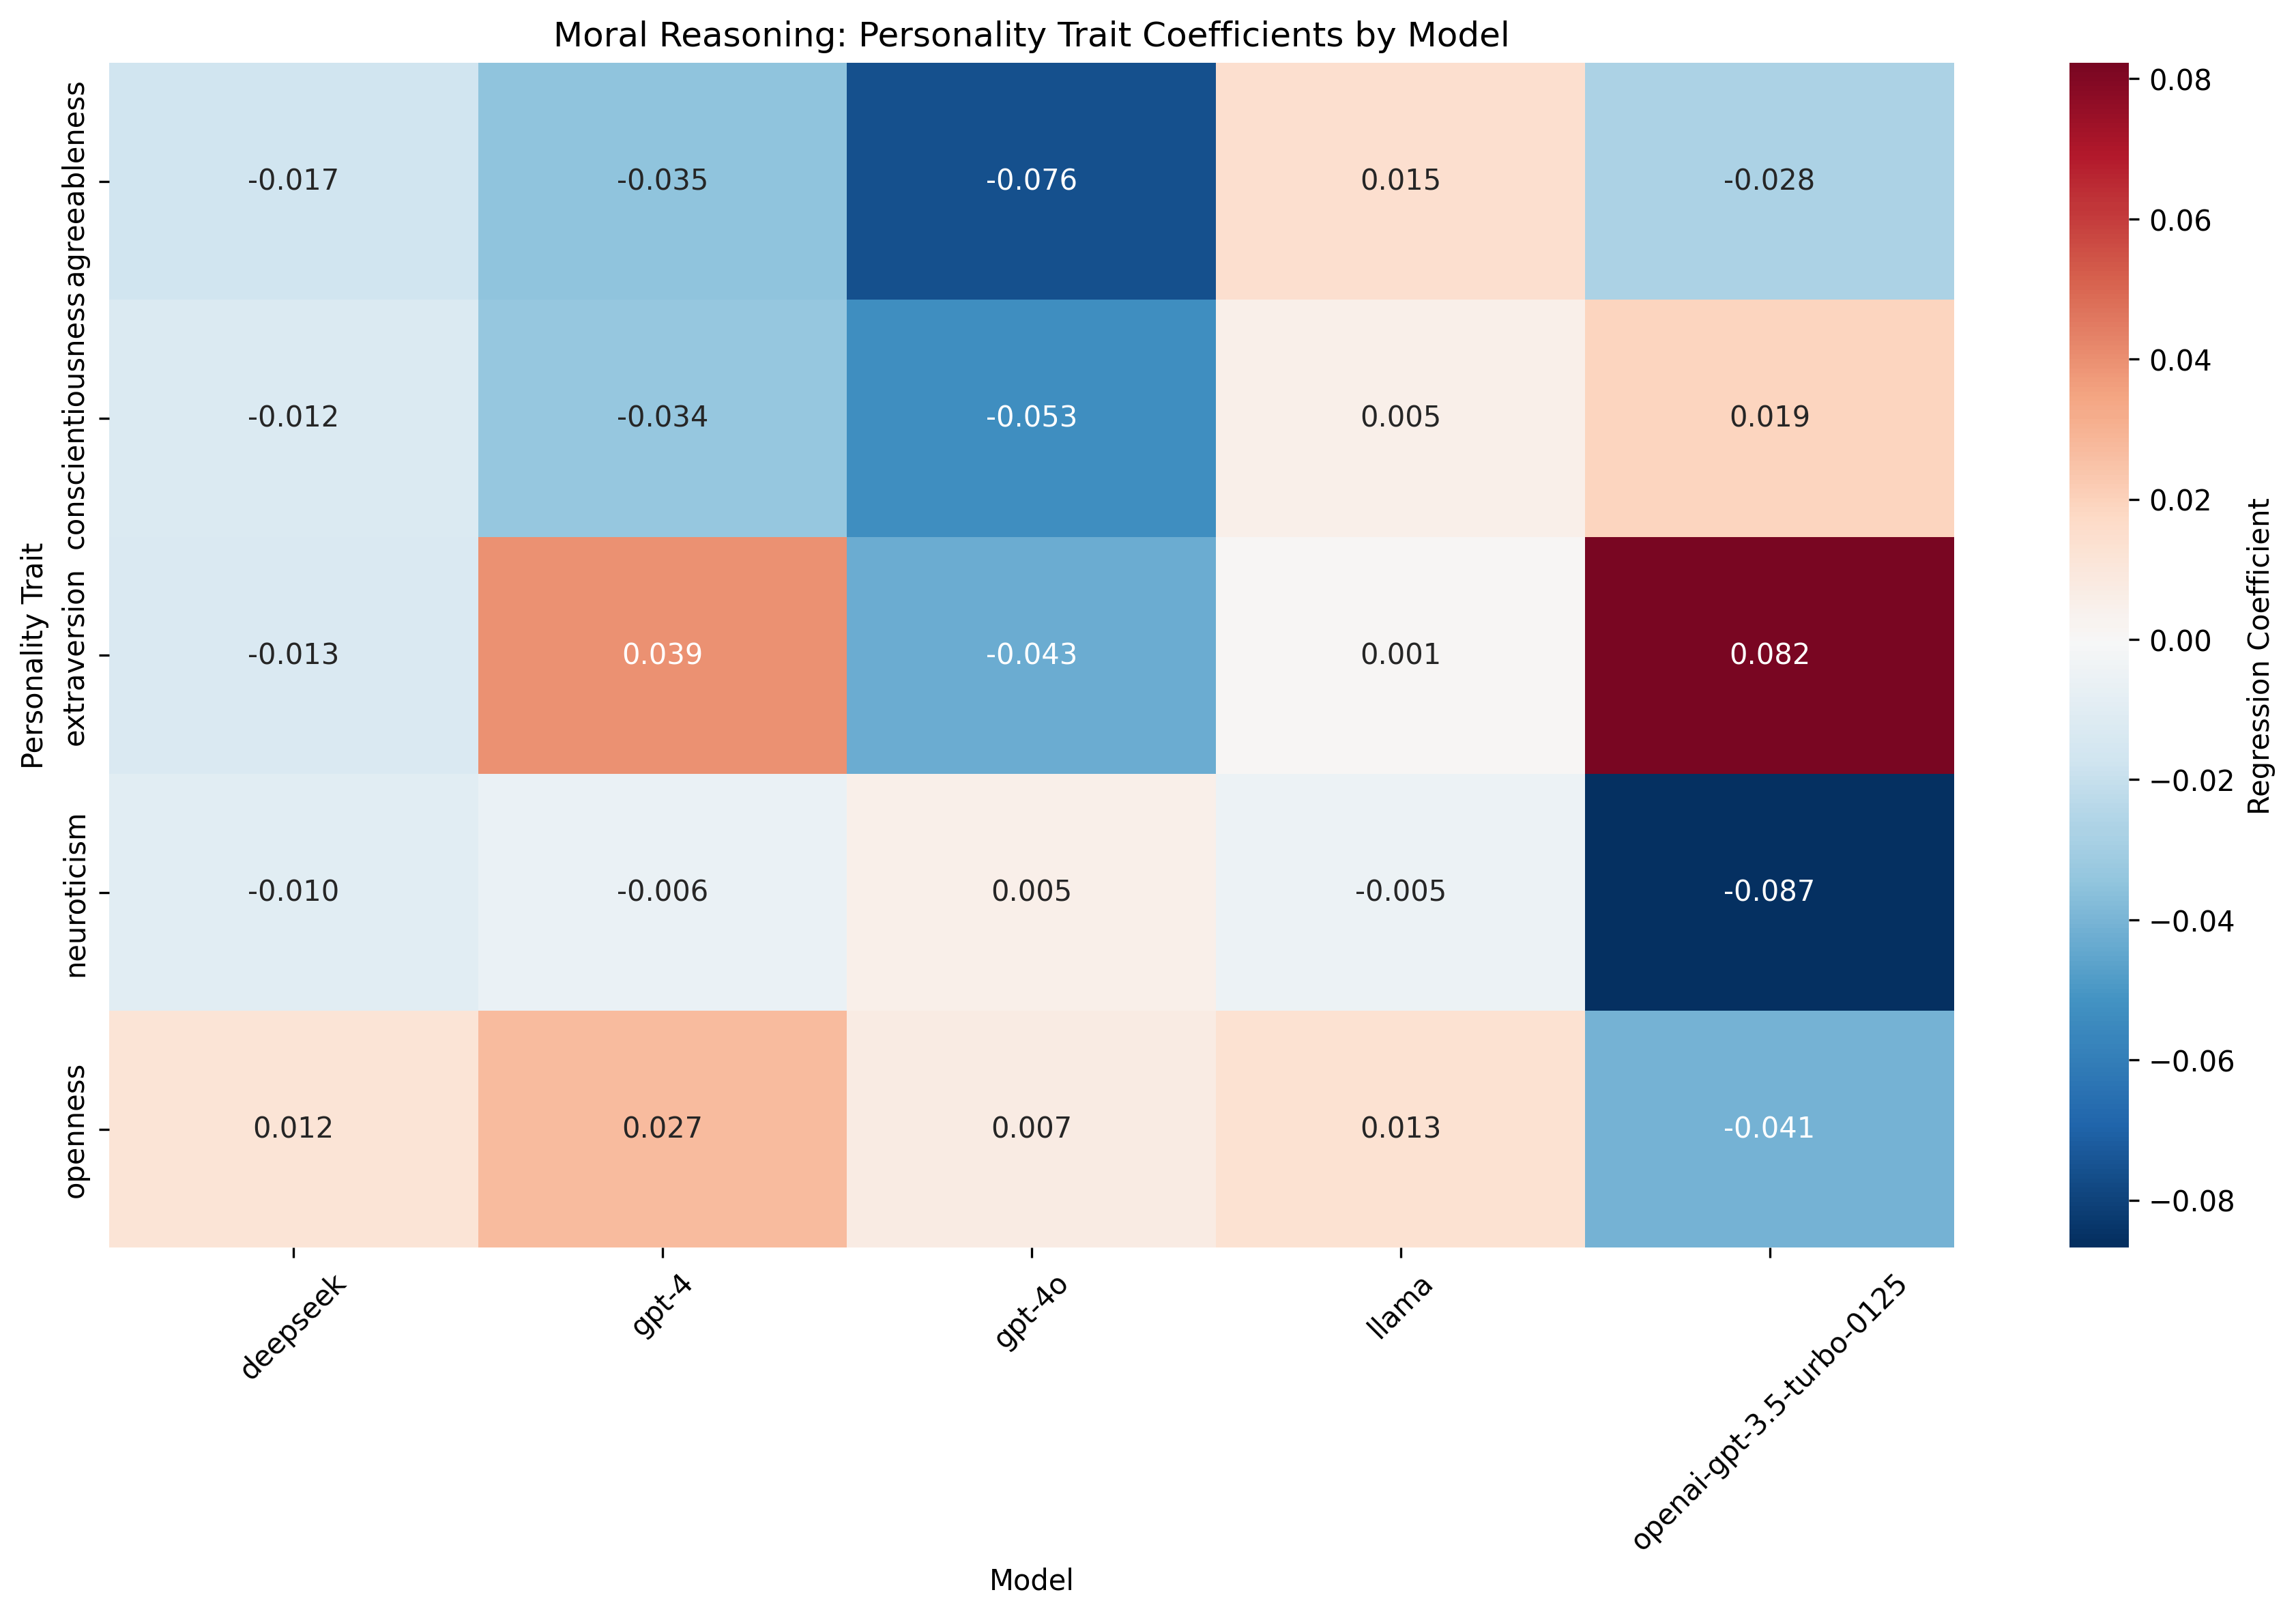 Moral Reasoning: Personality Trait Coefficients by Model
Personality Trait
agreeableness
-0.017 -0.035 -0.076 0.015 -0.028
conscientiousness
-0.012 -0.034 -0.053 0.005 0.019
extraversion
-0.013 0.039 -0.043 0.001 0.082
neuroticism
-0.010 -0.006 0.005 -0.005 -0.087
openness
0.012 0.027 0.007 0.013 -0.041
deepseek
gpt-4
gpt-4o
llama
openai-gpt-3.5-turbo-0125
Model
0.08
0.06
0.04
0.02
0.00
−0.02
−0.04
−0.06
−0.08
Regression Coefficient